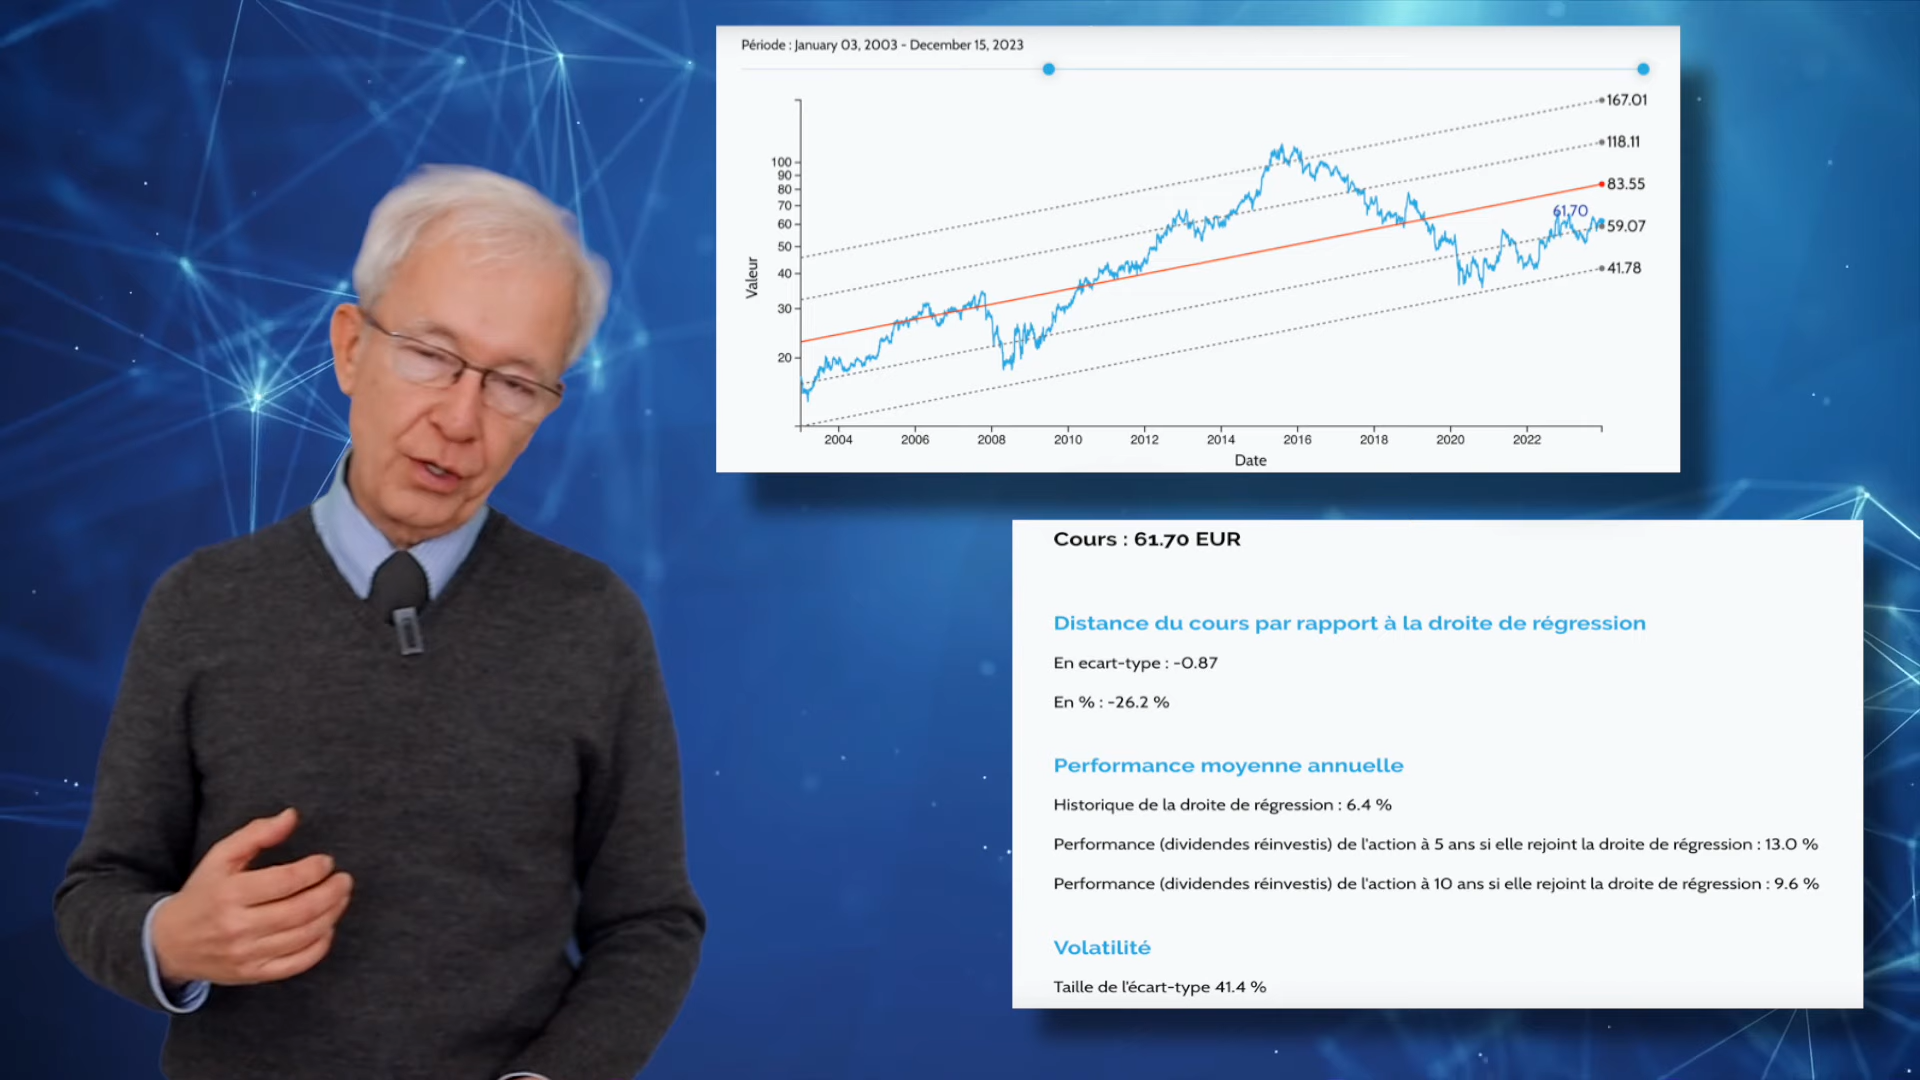 Période : January 03, 2003 - December 15, 2023
167.01
118.11
100
90
83.55
80
70
61.70
60
59.07
50
41.78
40
30
20
Valeur
2004 2006 2008 2010 2012 2014 2016 2018 2020 2022
Date
Cours : 61.70 EUR
Distance du cours par rapport à la droite de régression
En ecart-type : -0.87
En % : -26.2 %
Performance moyenne annuelle
Historique de la droite de régression : 6.4 %
Performance (dividendes réinvestis) de l'action à 5 ans si elle rejoint la droite de régression : 13.0 %
Performance (dividendes réinvestis) de l'action à 10 ans si elle rejoint la droite de régression : 9.6 %
Volatilité
Taille de l'écart-type 41.4 %